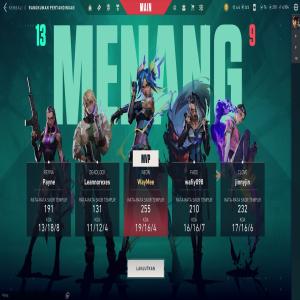 KEMBALI / RANGKUMAN PERTANDINGAN
MAIN
13 MENANG 9
MVP
REYNA DEADLOCK NEON FADE CLOVE
Payne Leannorexes WayMee wafiy098 jinnyjin
RATA-RATA SKOR TEMPUR RATA-RATA SKOR TEMPUR RATA-RATA SKOR TEMPUR RATA-RATA SKOR TEMPUR RATA-RATA SKOR TEMPUR
191 131 255 210 232
KDA KDA KDA KDA KDA
13/18/8 11/12/4 19/16/4 16/16/7 17/16/6
LANJUTKAN